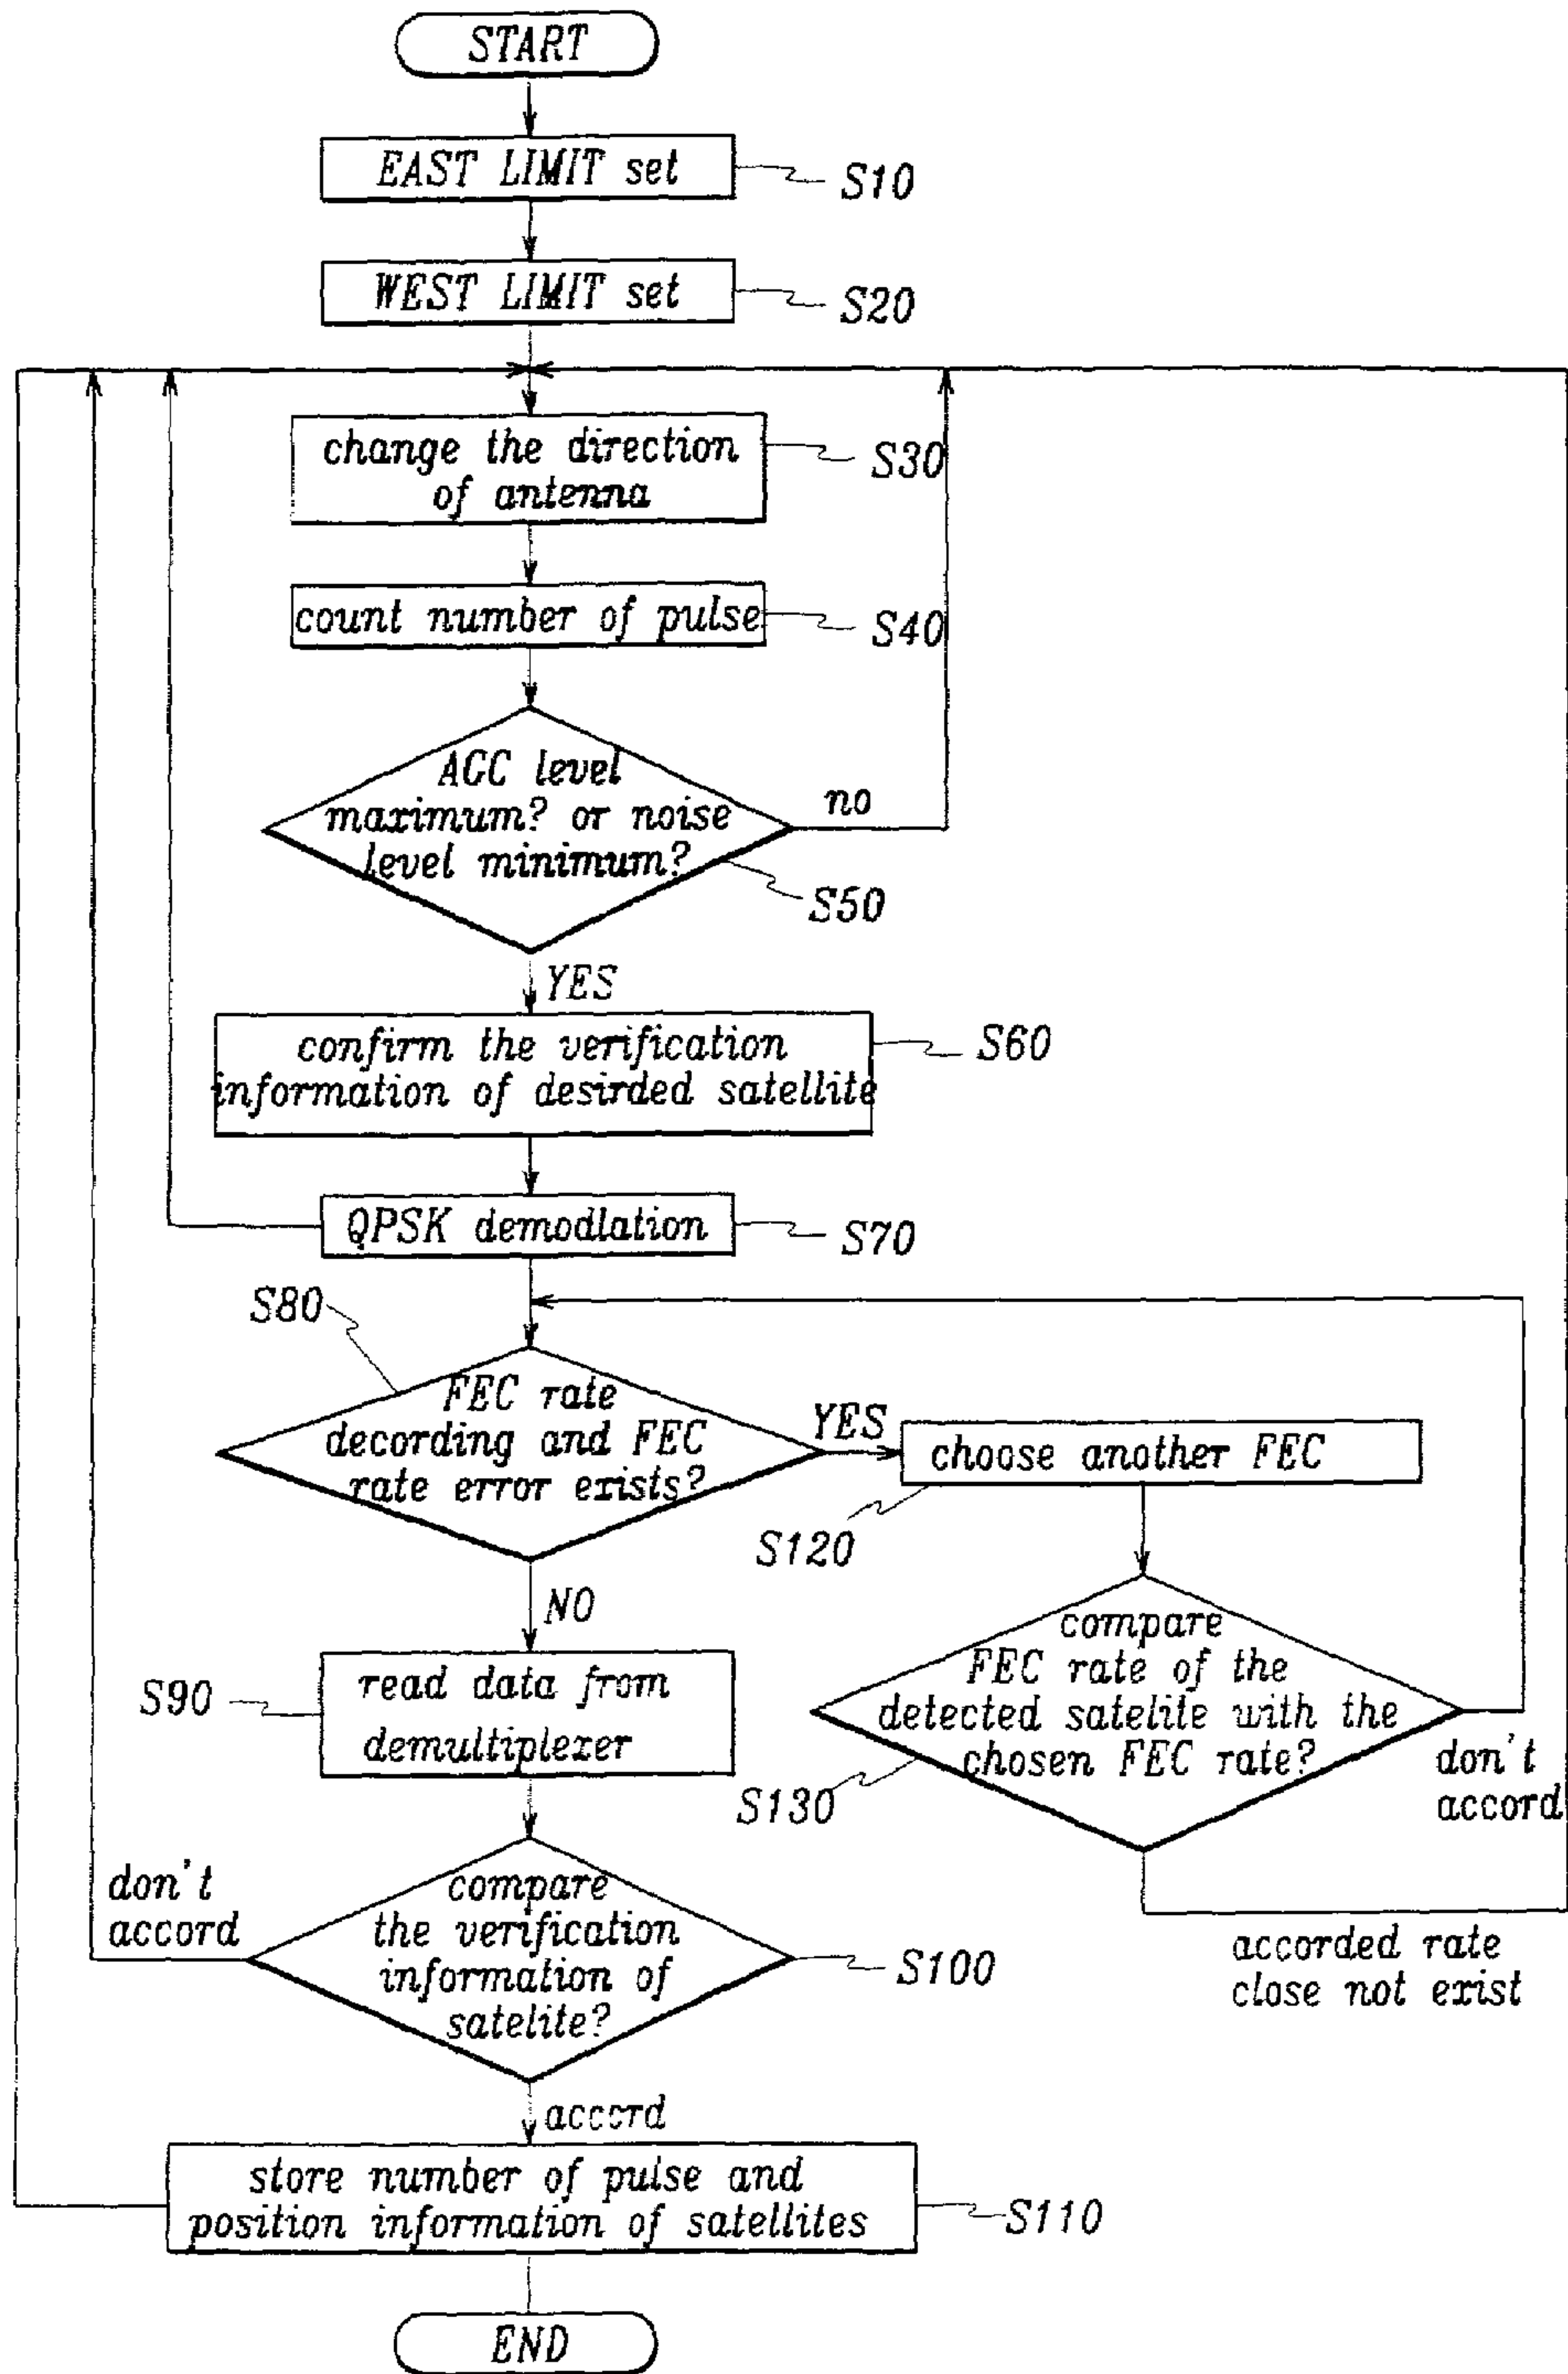 START
EAST LIMIT set
S10
WEST LIMIT set
S20
change the direction
of antenna
S30
count number of pulse
S40
AGC level
maximum? or noise
level minimum?
no
S50
YES
confirm the verification
information of desirded satellite
S60
QPSK demodlation
S70
S80
FEC rate
decording and FEC
rate error exists?
YES
choose another FEC
S120
NO
read data from
demultiplexer
S90
compare
FEC rate of the
detected satelite with the
chosen FEC rate?
S130
don't
accord
don't
accord
compare
the verification
information of
satelite?
S100
accorded rate
close not exist
accord
store number of pulse and
position information of satellites
S110
END